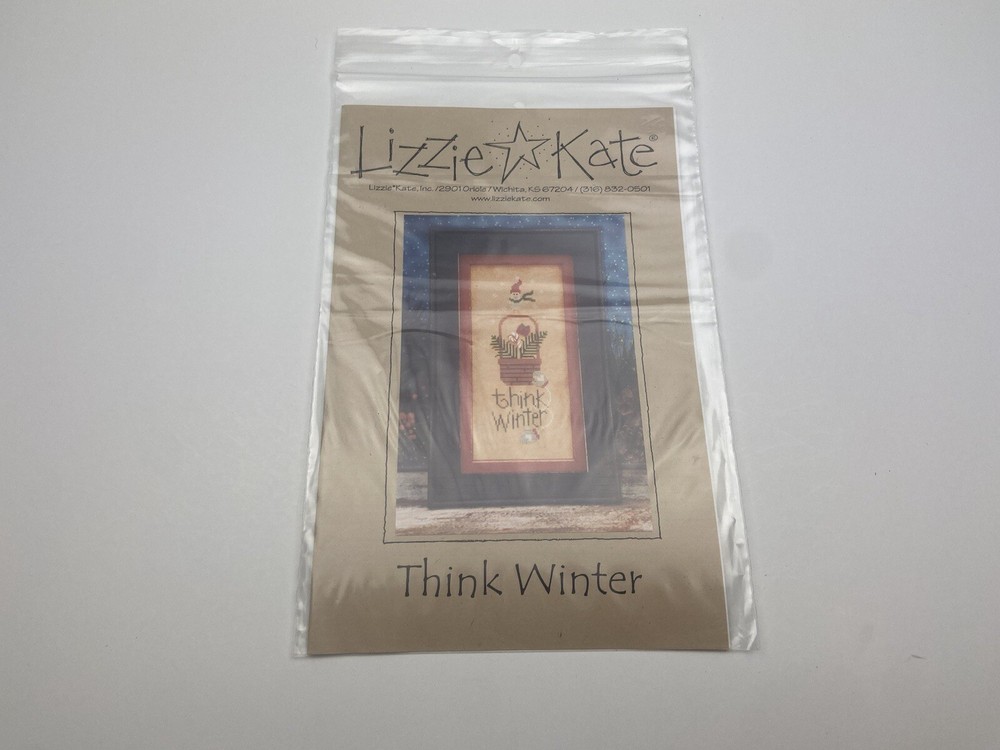 Lizzie☆Kate®
Lizzie*Kate, Inc. / 2901 Oriole / Wichita, KS 67204 / (316) 832-0501
www.lizziekate.com
think
winter
Think Winter